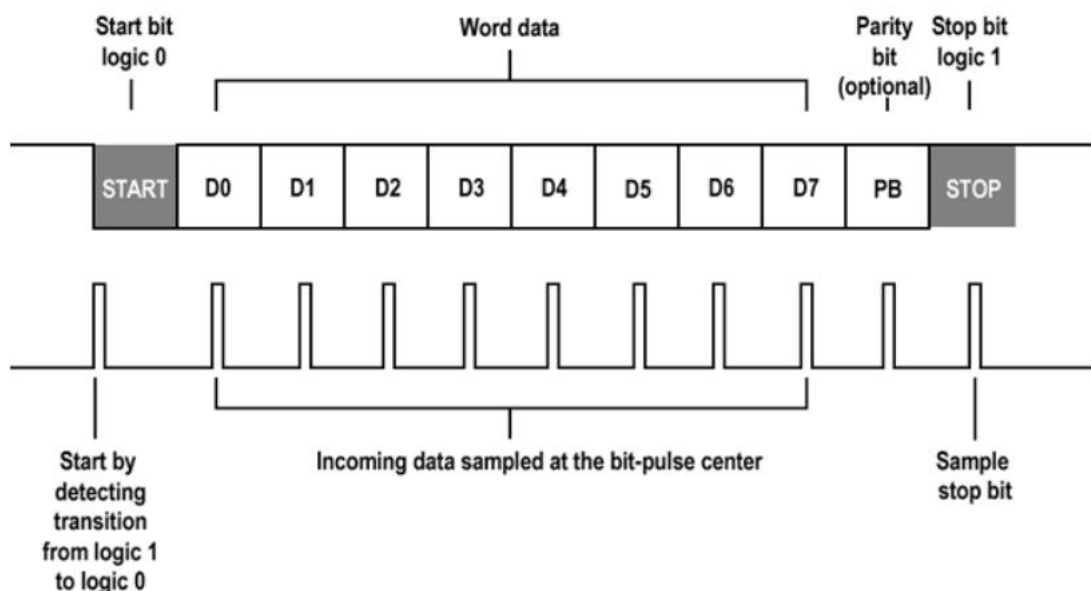 Start bit
logic 0
Word data
Parity
bit
(optional)
Stop bit
logic 1
START
D0
D1
D2
D3
D4
D5
D6
D7
PB
STOP
Start by
detecting
transition
from logic 1
to logic 0
Incoming data sampled at the bit-pulse center
Sample
stop bit